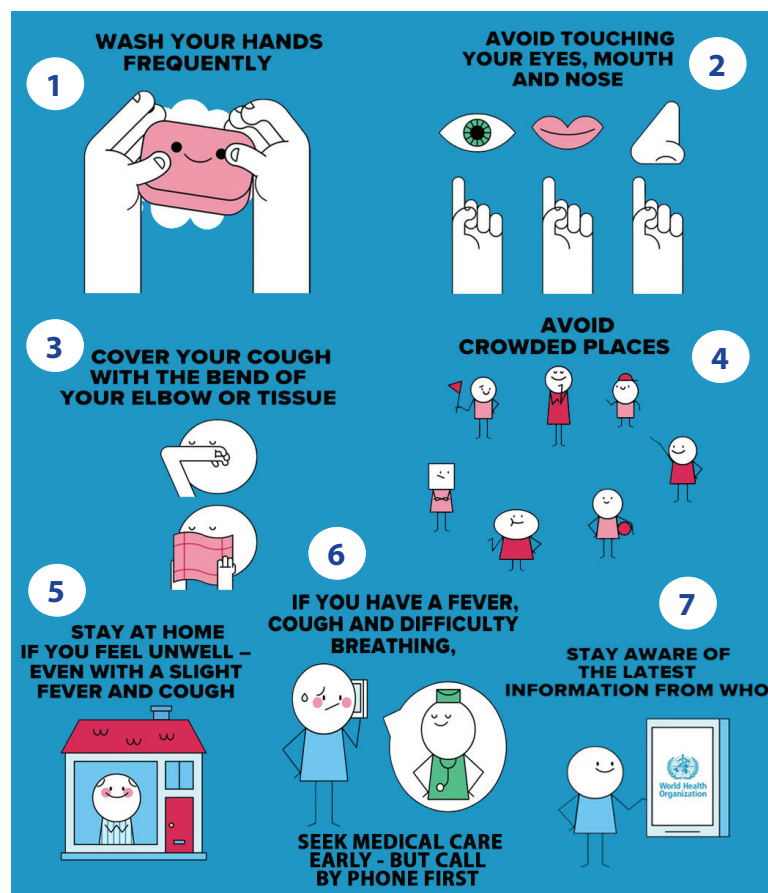 1
WASH YOUR HANDS
FREQUENTLY
2
AVOID TOUCHING
YOUR EYES, MOUTH
AND NOSE
3
COVER YOUR COUGH
WITH THE BEND OF
YOUR ELBOW OR TISSUE
4
AVOID
CROWDED PLACES
5
STAY AT HOME
IF YOU FEEL UNWELL –
EVEN WITH A SLIGHT
FEVER AND COUGH
6
IF YOU HAVE A FEVER,
COUGH AND DIFFICULTY
BREATHING,
SEEK MEDICAL CARE
EARLY - BUT CALL
BY PHONE FIRST
7
STAY AWARE OF
THE LATEST
INFORMATION FROM WHO
World Health
Organization